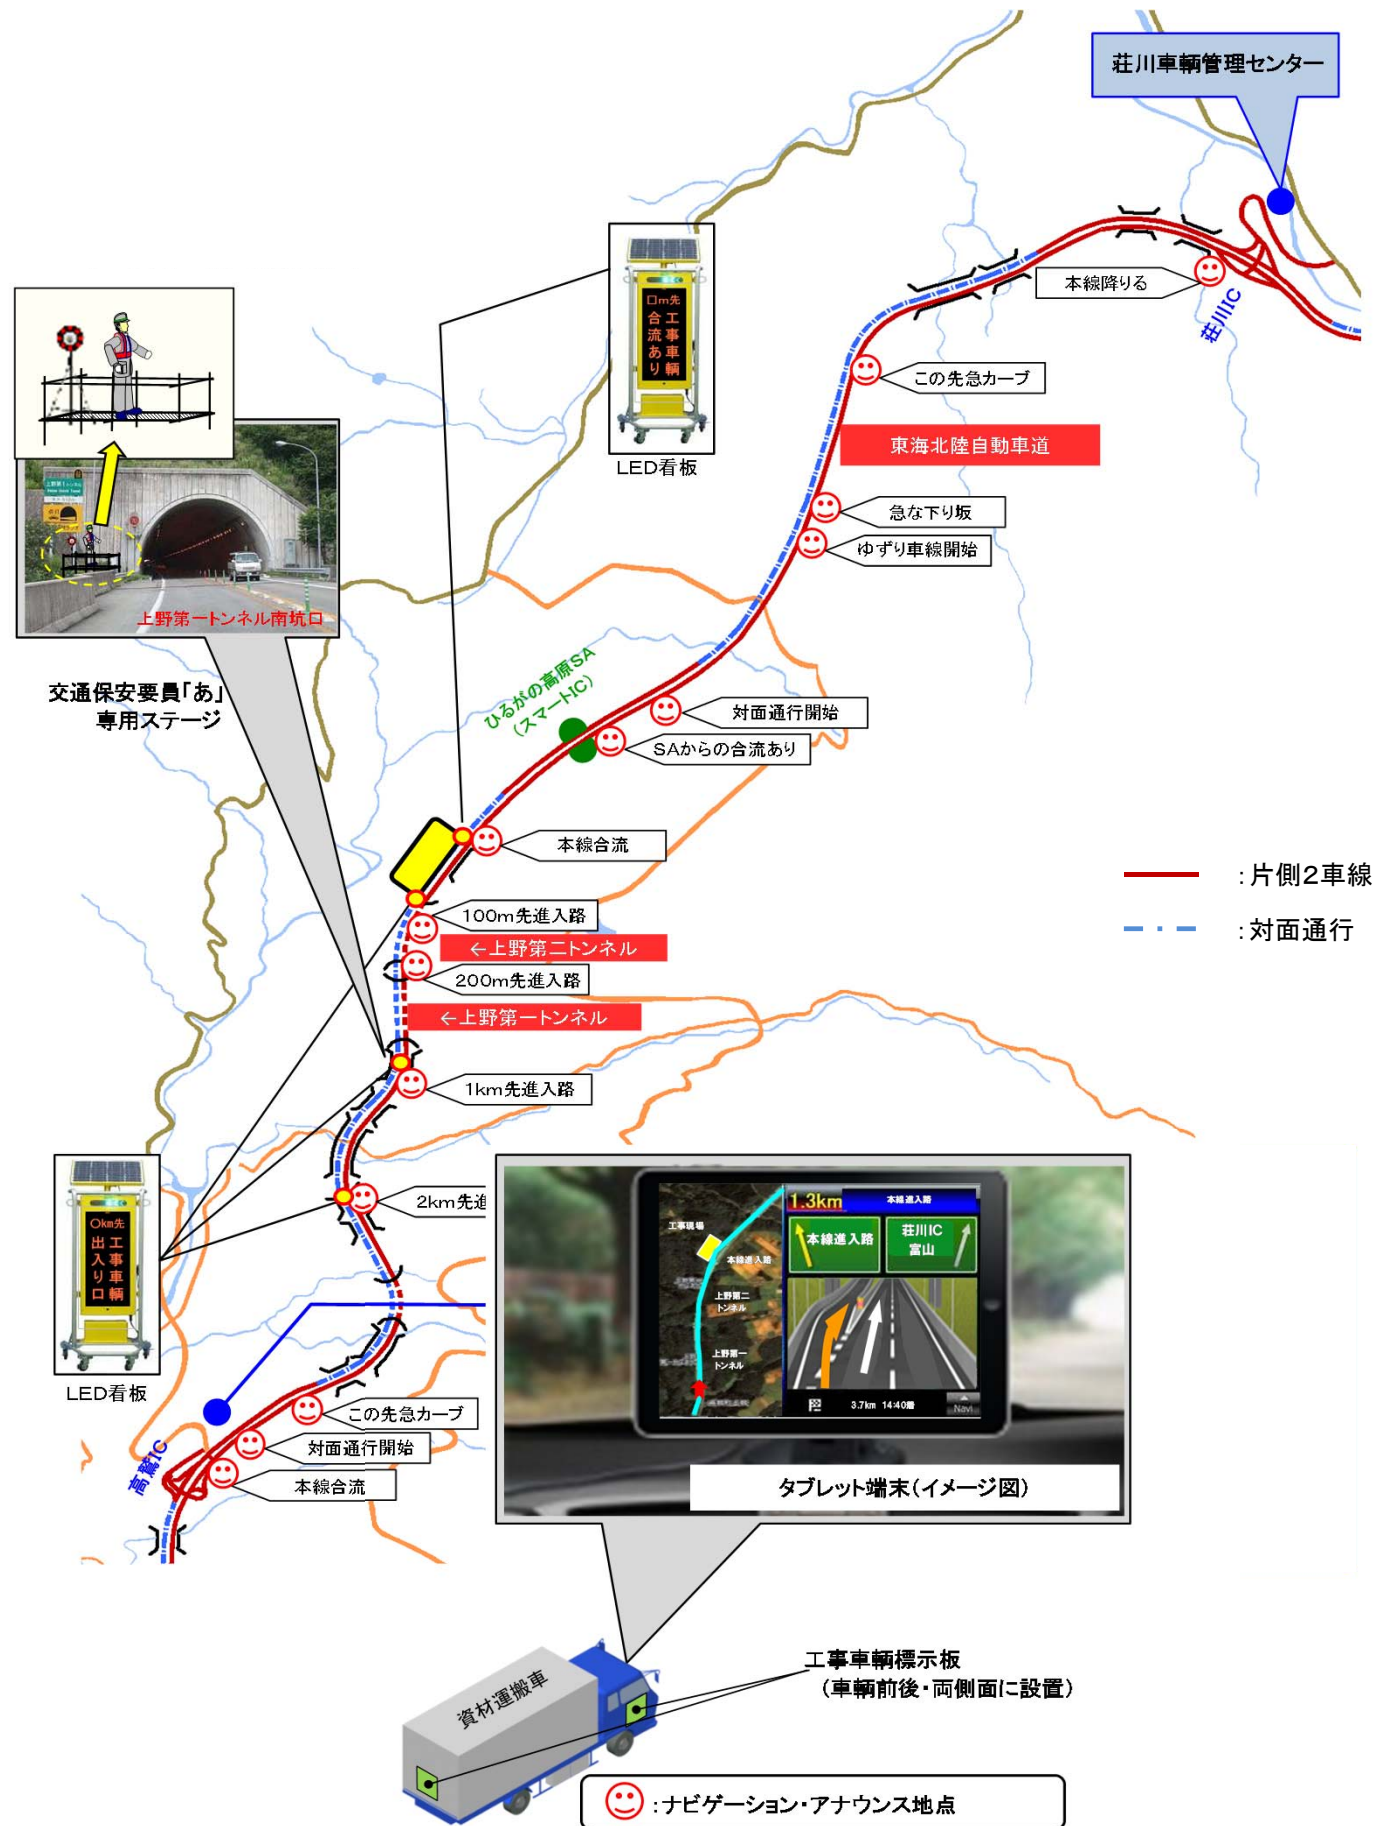 荘川車輌管理センター
□m先
工事車輌
合流あり
LED看板
本線降りる
荘川IC
この先急カーブ
東海北陸自動車道
急な下り坂
ゆずり車線開始
上野第1トンネル
上野第一トンネル南坑口
交通保安要員「あ」
専用ステージ
ひるがの高原SA
(スマートIC)
対面通行開始
SAからの合流あり
本線合流
:片側2車線
:対面通行
100m先進入路
←上野第二トンネル
200m先進入路
←上野第一トンネル
1km先進入路
2km先進
○km先
工事車輌
出入り口
LED看板
この先急カーブ
対面通行開始
本線合流
高鷲IC
1.3km
本線進入路
工事現場
本線進入路
上野第二
トンネル
上野第一
トンネル
本線進入路
荘川IC
富山
3.7km 14:40着
Navi
タブレット端末(イメージ図)
資材運搬車
工事車輌標示板
(車輌前後・両側面に設置)
:ナビゲーション・アナウンス地点